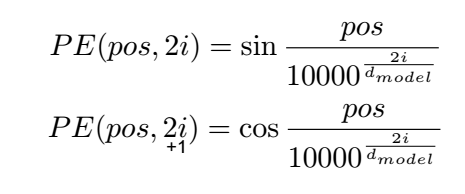 PE(pos, 2i) = sin pos / 10000^(2i / d_model)
PE(pos, 2i+1) = cos pos / 10000^(2i / d_model)